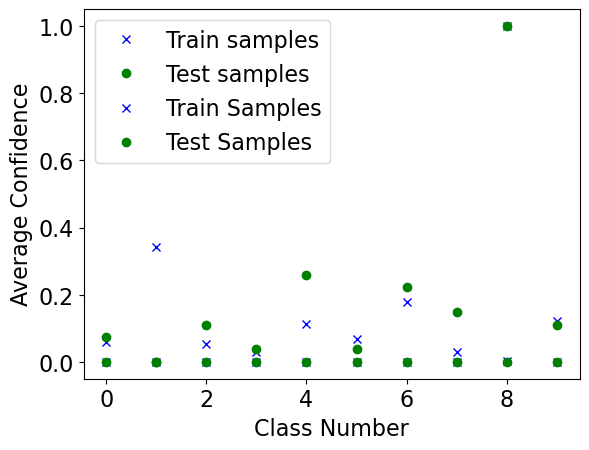 1.0
0.8
0.6
0.4
0.2
0.0
Average Confidence
Train samples
Test samples
Train Samples
Test Samples
0 2 4 6 8
Class Number